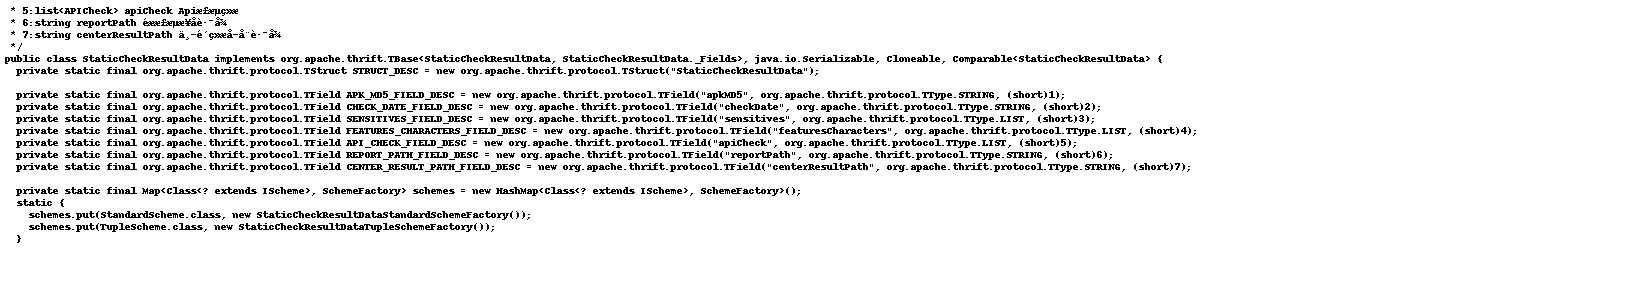 * 5:list<APICheck> apiCheck Api
* 6:string reportPath
* 7:string centerResultPath
*/
public class StaticCheckResultData implements org.apache.thrift.TBase<StaticCheckResultData, StaticCheckResultData._Fields>, java.io.Serializable, Cloneable, Comparable<StaticCheckResultData> {
private static final org.apache.thrift.protocol.TStruct STRUCT_DESC = new org.apache.thrift.protocol.TStruct("StaticCheckResultData");
private static final org.apache.thrift.protocol.TField APK_MD5_FIELD_DESC = new org.apache.thrift.protocol.TField("apkMD5", org.apache.thrift.protocol.TType.STRING, (short)1);
private static final org.apache.thrift.protocol.TField CHECK_DATE_FIELD_DESC = new org.apache.thrift.protocol.TField("checkDate", org.apache.thrift.protocol.TType.STRING, (short)2);
private static final org.apache.thrift.protocol.TField SENSITIVES_FIELD_DESC = new org.apache.thrift.protocol.TField("sensitives", org.apache.thrift.protocol.TType.LIST, (short)3);
private static final org.apache.thrift.protocol.TField FEATURES_CHARACTERS_FIELD_DESC = new org.apache.thrift.protocol.TField("featuresCharacters", org.apache.thrift.protocol.TType.LIST, (short)4);
private static final org.apache.thrift.protocol.TField API_CHECK_FIELD_DESC = new org.apache.thrift.protocol.TField("apiCheck", org.apache.thrift.protocol.TType.LIST, (short)5);
private static final org.apache.thrift.protocol.TField REPORT_PATH_FIELD_DESC = new org.apache.thrift.protocol.TField("reportPath", org.apache.thrift.protocol.TType.STRING, (short)6);
private static final org.apache.thrift.protocol.TField CENTER_RESULT_PATH_FIELD_DESC = new org.apache.thrift.protocol.TField("centerResultPath", org.apache.thrift.protocol.TType.STRING, (short)7);
private static final Map<Class<? extends IScheme>, SchemeFactory> schemes = new HashMap<Class<? extends IScheme>, SchemeFactory>();
static {
schemes.put(StandardScheme.class, new StaticCheckResultDataStandardSchemeFactory());
schemes.put(TupleScheme.class, new StaticCheckResultDataTupleSchemeFactory());
}